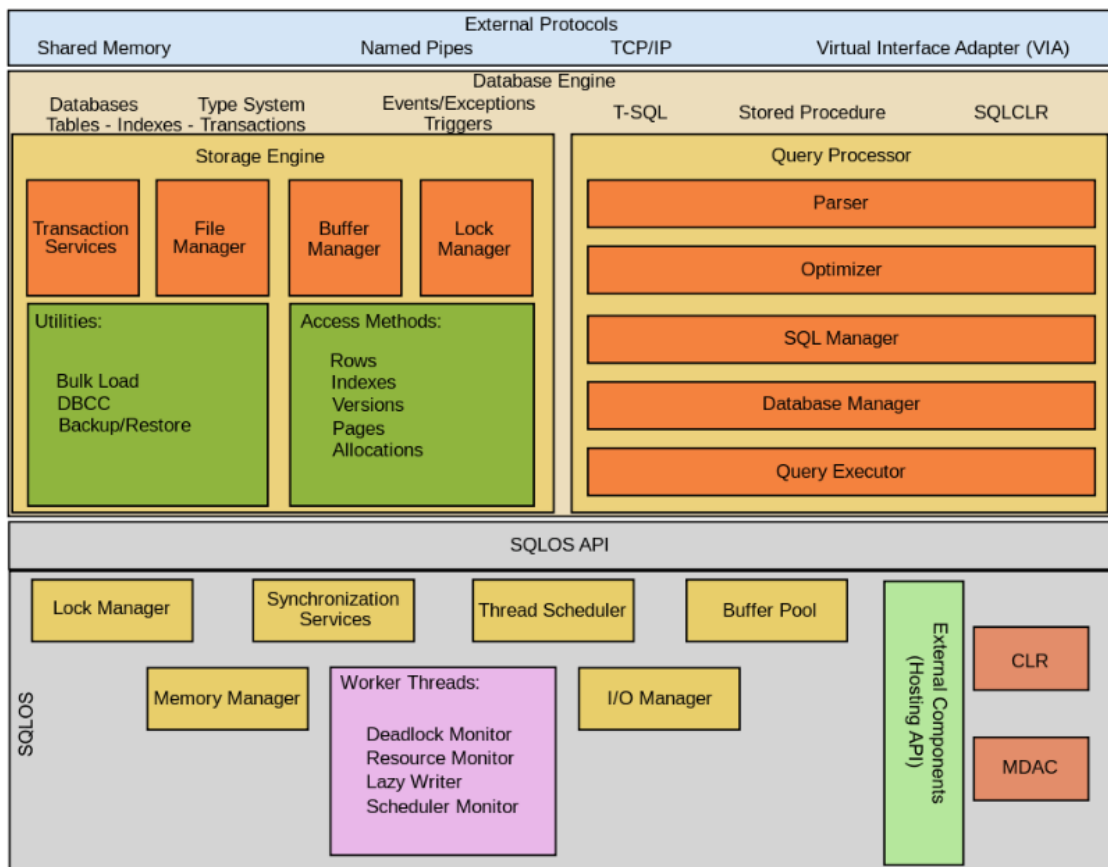 External Protocols
Shared Memory
Named Pipes
TCP/IP
Virtual Interface Adapter (VIA)
Database Engine
Databases
Type System
Tables - Indexes - Transactions
Events/Exceptions
Triggers
T-SQL
Stored Procedure
SQLCLR
Storage Engine
Transaction
Services
File
Manager
Buffer
Manager
Lock
Manager
Utilities:
Bulk Load
DBCC
Backup/Restore
Access Methods:
Rows
Indexes
Versions
Pages
Allocations
Query Processor
Parser
Optimizer
SQL Manager
Database Manager
Query Executor
SQLOS API
SQLOS
Lock Manager
Synchronization
Services
Thread Scheduler
Buffer Pool
Memory Manager
Worker Threads:
Deadlock Monitor
Resource Monitor
Lazy Writer
Scheduler Monitor
I/O Manager
External Components
(Hosting API)
CLR
MDAC